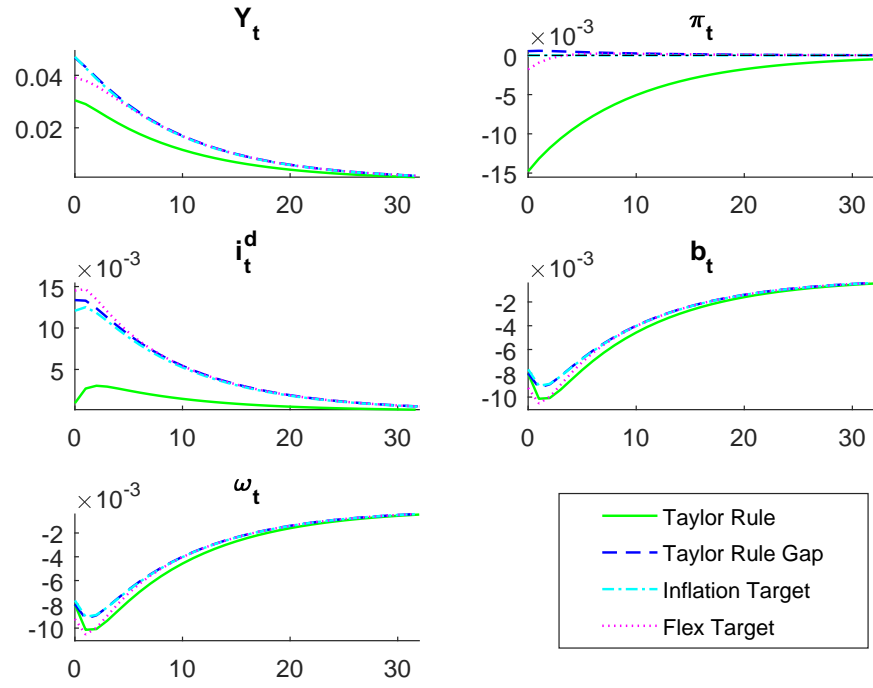 Y_t
0.04
0.02
0 10 20 30
π_t
× 10^-3
0
-5
-10
-15
0 10 20 30
i_t^d
× 10^-3
15
10
5
0 10 20 30
b_t
× 10^-3
-2
-4
-6
-8
-10
0 10 20 30
ω_t
× 10^-3
-2
-4
-6
-8
-10
0 10 20 30
Taylor Rule
Taylor Rule Gap
Inflation Target
Flex Target